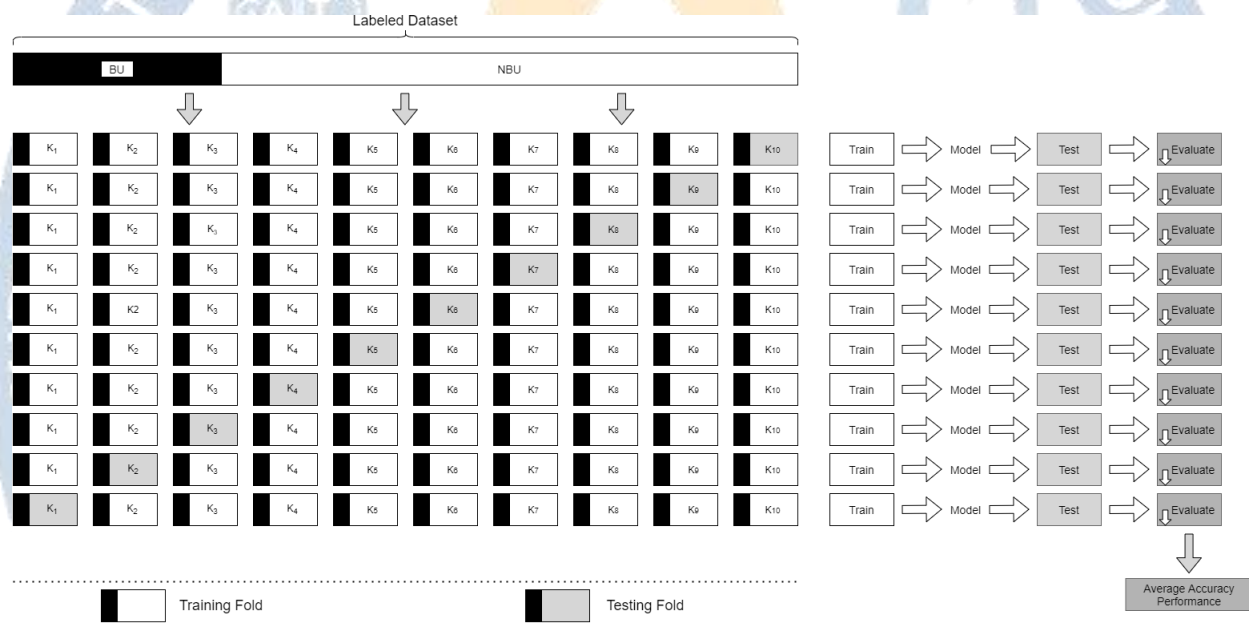 Labeled Dataset
BU NBU
K₁ K₂ K₃ K₄ K5 K6 K7 K8 K9 K10 Train Model Test Evaluate
K₁ K₂ K₃ K₄ K5 K6 K7 K8 K9 K10 Train Model Test Evaluate
K₁ K₂ K₃ K₄ K5 K6 K7 K8 K9 K10 Train Model Test Evaluate
K₁ K₂ K₃ K₄ K5 K6 K7 K8 K9 K10 Train Model Test Evaluate
K₁ K2 K₃ K₄ K5 K6 K7 K8 K9 K10 Train Model Test Evaluate
K₁ K₂ K₃ K₄ K5 K6 K7 K8 K9 K10 Train Model Test Evaluate
K₁ K₂ K₃ K₄ K5 K6 K7 K8 K9 K10 Train Model Test Evaluate
K₁ K₂ K₃ K₄ K5 K6 K7 K8 K9 K10 Train Model Test Evaluate
K₁ K₂ K₃ K₄ K5 K6 K7 K8 K9 K10 Train Model Test Evaluate
K₁ K₂ K₃ K₄ K5 K6 K7 K8 K9 K10 Train Model Test Evaluate
Average Accuracy
Performance
Training Fold Testing Fold